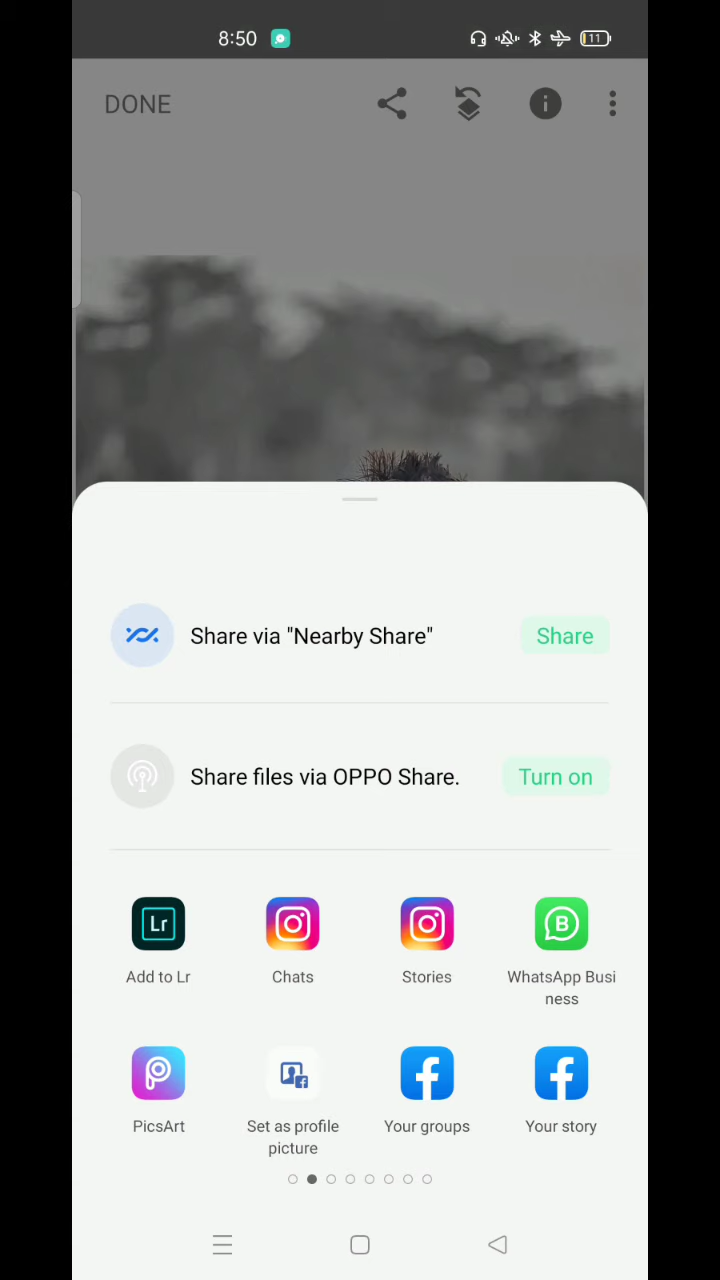 8:50
11
DONE
Share via "Nearby Share"
Share
Share files via OPPO Share.
Turn on
Lr
B
Add to Lr
Chats
Stories
WhatsApp Busi
ness
PicsArt
Set as profile
picture
Your groups
Your story